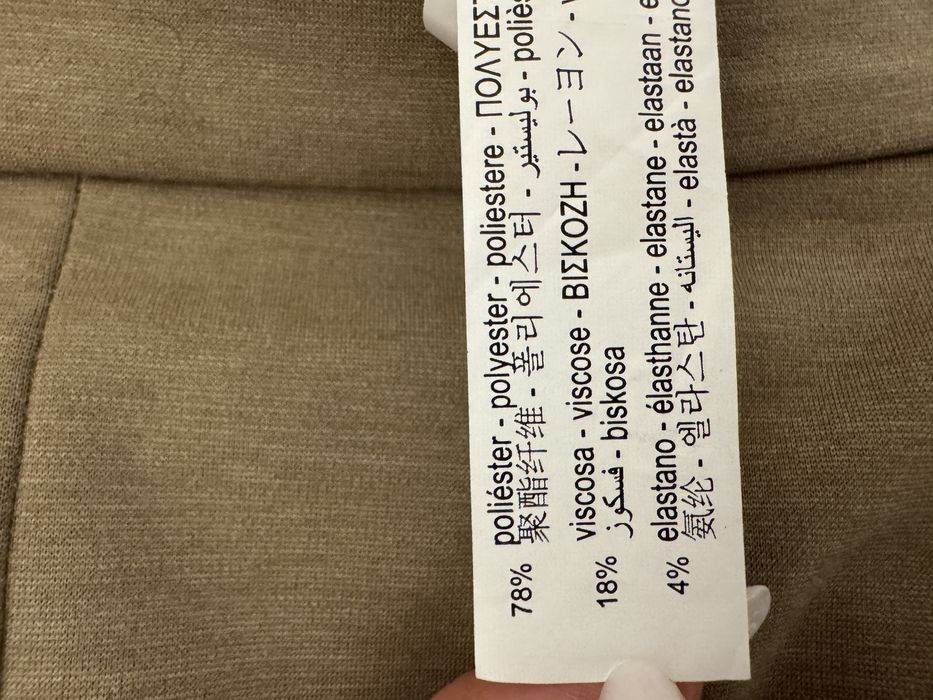 78% poliéster - polyester - poliestere - ΠΟΛΥΕΣΤ
聚酯纤维 - 폴리에스터 - بوليستير - poliès
18% viscosa - viscose - ΒΙΣΚΟΖΗ - レーヨン -
فسكوز - biskosa
4% elastano - élasthanne - elastane - elastaan - e
氨纶 - 엘라스탄 - اليستانه - elastà - elastano